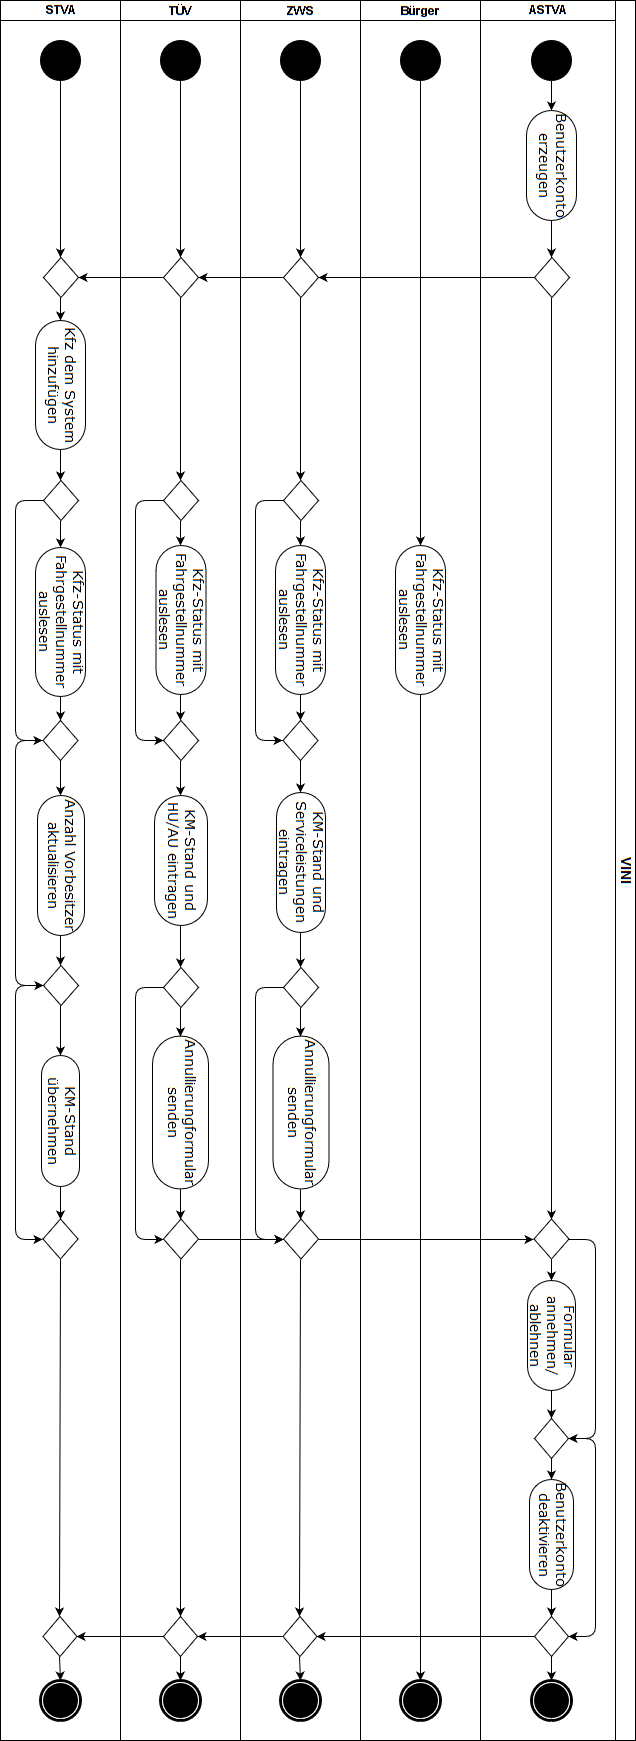 STVA
TÜV
ZWS
Bürger
ASTVA
VINI
Benutzerkonto
erzeugen
Kfz dem System
hinzufügen
Kfz-Status mit
Fahrgestellnummer
auslesen
Kfz-Status mit
Fahrgestellnummer
auslesen
Kfz-Status mit
Fahrgestellnummer
auslesen
Kfz-Status mit
Fahrgestellnummer
auslesen
Anzahl Vorbesitzer
aktualisieren
KM-Stand und
HU/AU eintragen
KM-Stand und
Serviceleistungen
eintragen
KM-Stand
übernehmen
Annullierungformular
senden
Annullierungformular
senden
Formular
annehmen/
ablehnen
Benutzerkonto
deaktivieren